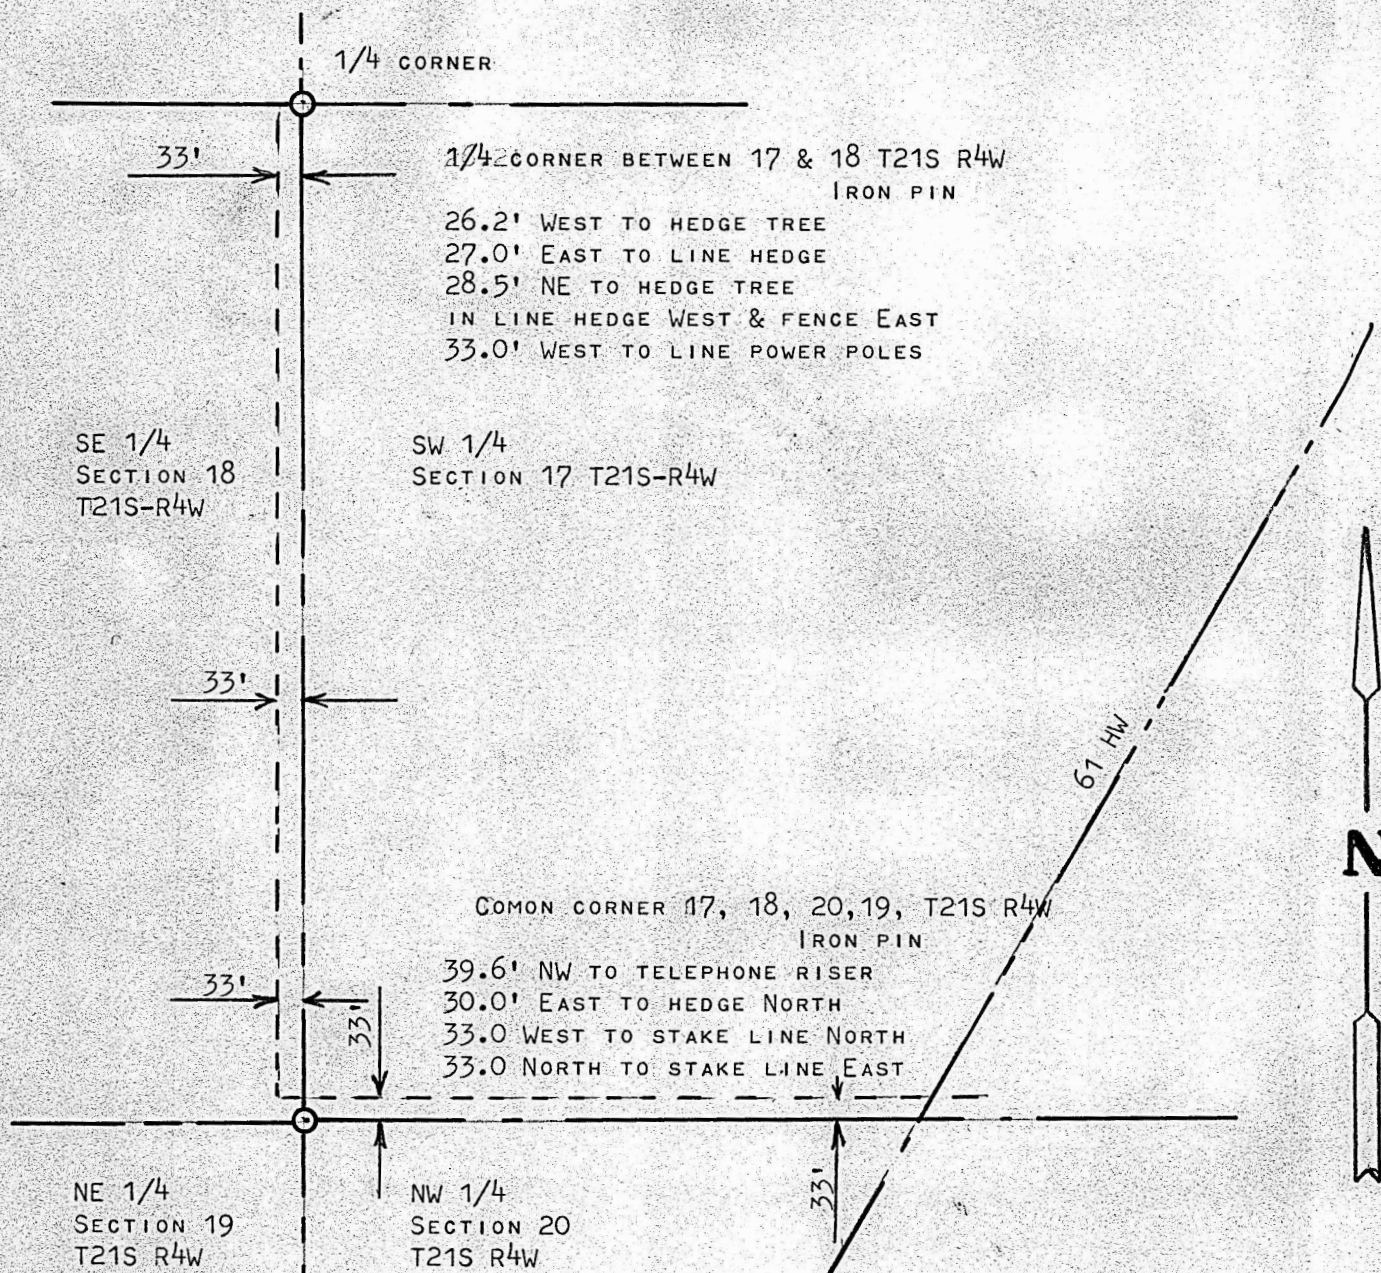 1/4 CORNER
33'
1/4 CORNER BETWEEN 17 & 18 T21S R4W
IRON PIN
26.2' WEST TO HEDGE TREE
27.0' EAST TO LINE HEDGE
28.5' NE TO HEDGE TREE
IN LINE HEDGE WEST & FENCE EAST
33.0' WEST TO LINE POWER POLES
SE 1/4
SECTION 18
T21S-R4W
SW 1/4
SECTION 17 T21S-R4W
33'
61 HW
N
COMON CORNER 17, 18, 20,19, T21S R4W
IRON PIN
39.6' NW TO TELEPHONE RISER
30.0' EAST TO HEDGE NORTH
33.0 WEST TO STAKE LINE NORTH
33.0 NORTH TO STAKE LINE EAST
33'
33'
33'
NE 1/4
SECTION 19
T21S R4W
NW 1/4
SECTION 20
T21S R4W